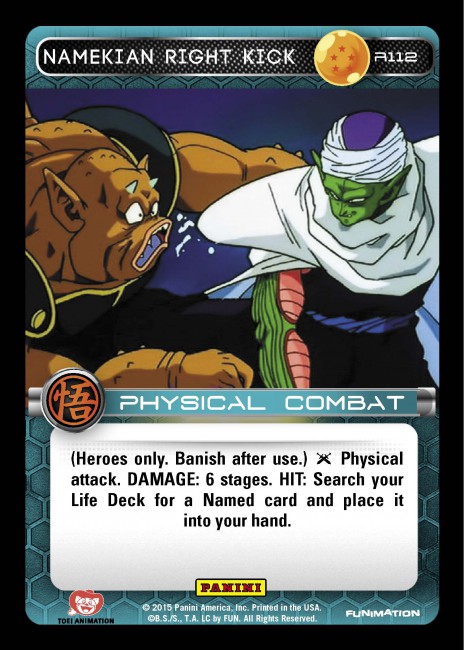 NAMEKIAN RIGHT KICK R112
悟
PHYSICAL COMBAT
(Heroes only. Banish after use.) Physical
attack. DAMAGE: 6 stages. HIT: Search your
Life Deck for a Named card and place it
into your hand.
PANINI
TOEI ANIMATION
© 2015 Panini America, Inc. Printed in the USA.
©B.S./S., T.A. LC by FUN. All Rights Reserved.
FUNIMATION